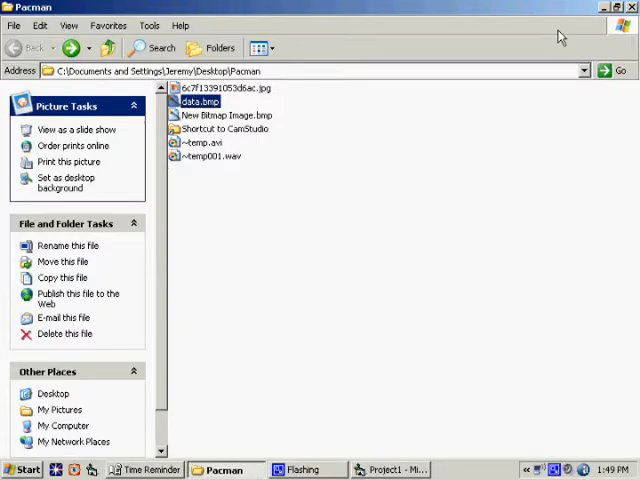 Pacman
File Edit View Favorites Tools Help
Back Search Folders
Address C:\Documents and Settings\Jeremy\Desktop\Pacman Go
Picture Tasks
View as a slide show
Order prints online
Print this picture
Set as desktop
background
File and Folder Tasks
Rename this file
Move this file
Copy this file
Publish this file to the
Web
E-mail this file
Delete this file
Other Places
Desktop
My Pictures
My Computer
My Network Places
6c7f13391053d6ac.jpg
data.bmp
New Bitmap Image.bmp
Shortcut to CamStudio
~temp.avi
~temp001.wav
Start Time Reminder Pacman Flashing Project1 - Mi... « 1:49 PM